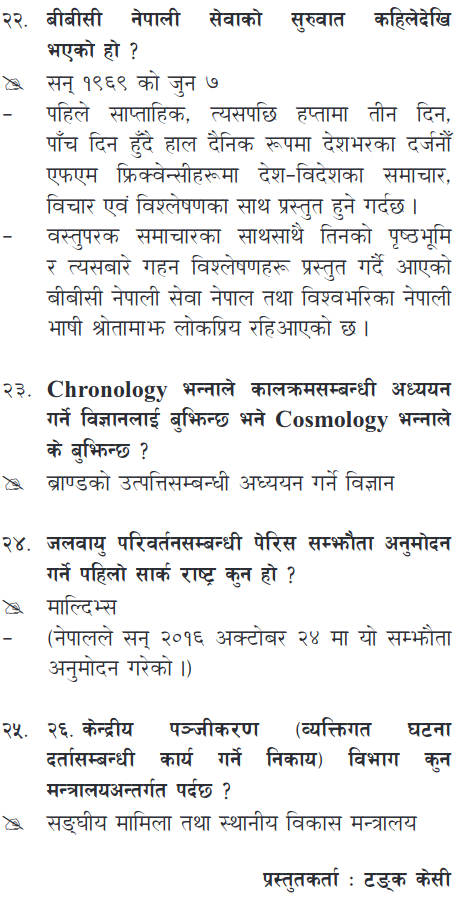 २२. बीबीसी नेपाली सेवाको सुरुवात कहिलेदेखि
भएको हो ?
सन् १९६९ को जुन ७
– पहिले साप्ताहिक, त्यसपछि हप्तामा तीन दिन,
पाँच दिन हुँदै हाल दैनिक रूपमा देशभरका दर्जनौँ
एफएम फ्रिक्वेन्सीहरूमा देश–विदेशका समाचार,
विचार एवं विश्लेषणका साथ प्रस्तुत हुने गर्दछ ।
– वस्तुपरक समाचारका साथसाथै तिनको पृष्ठभूमि
र त्यसबारे गहन विश्लेषणहरू प्रस्तुत गर्दै आएको
बीबीसी नेपाली सेवा नेपाल तथा विश्वभरिका नेपाली
भाषी श्रोतामाझ लोकप्रिय रहिआएको छ ।
२३. Chronology भन्नाले कालक्रमसम्बन्धी अध्ययन
गर्ने विज्ञानलाई बुझिन्छ भने Cosmology भन्नाले
के बुझिन्छ ?
ब्राण्डको उत्पत्तिसम्बन्धी अध्ययन गर्ने विज्ञान
२४. जलवायु परिवर्तनसम्बन्धी पेरिस सम्झौता अनुमोदन
गर्ने पहिलो सार्क राष्ट्र कुन हो ?
माल्दिभ्स
– (नेपालले सन् २०१६ अक्टोबर २४ मा यो सम्झौता
अनुमोदन गरेको ।)
२५. २६. केन्द्रीय पञ्जीकरण (व्यक्तिगत घटना
दर्तासम्बन्धी कार्य गर्ने निकाय) विभाग कुन
मन्त्रालयअन्तर्गत पर्दछ ?
सङ्घीय मामिला तथा स्थानीय विकास मन्त्रालय
प्रस्तुतकर्ता : टङ्क केसी